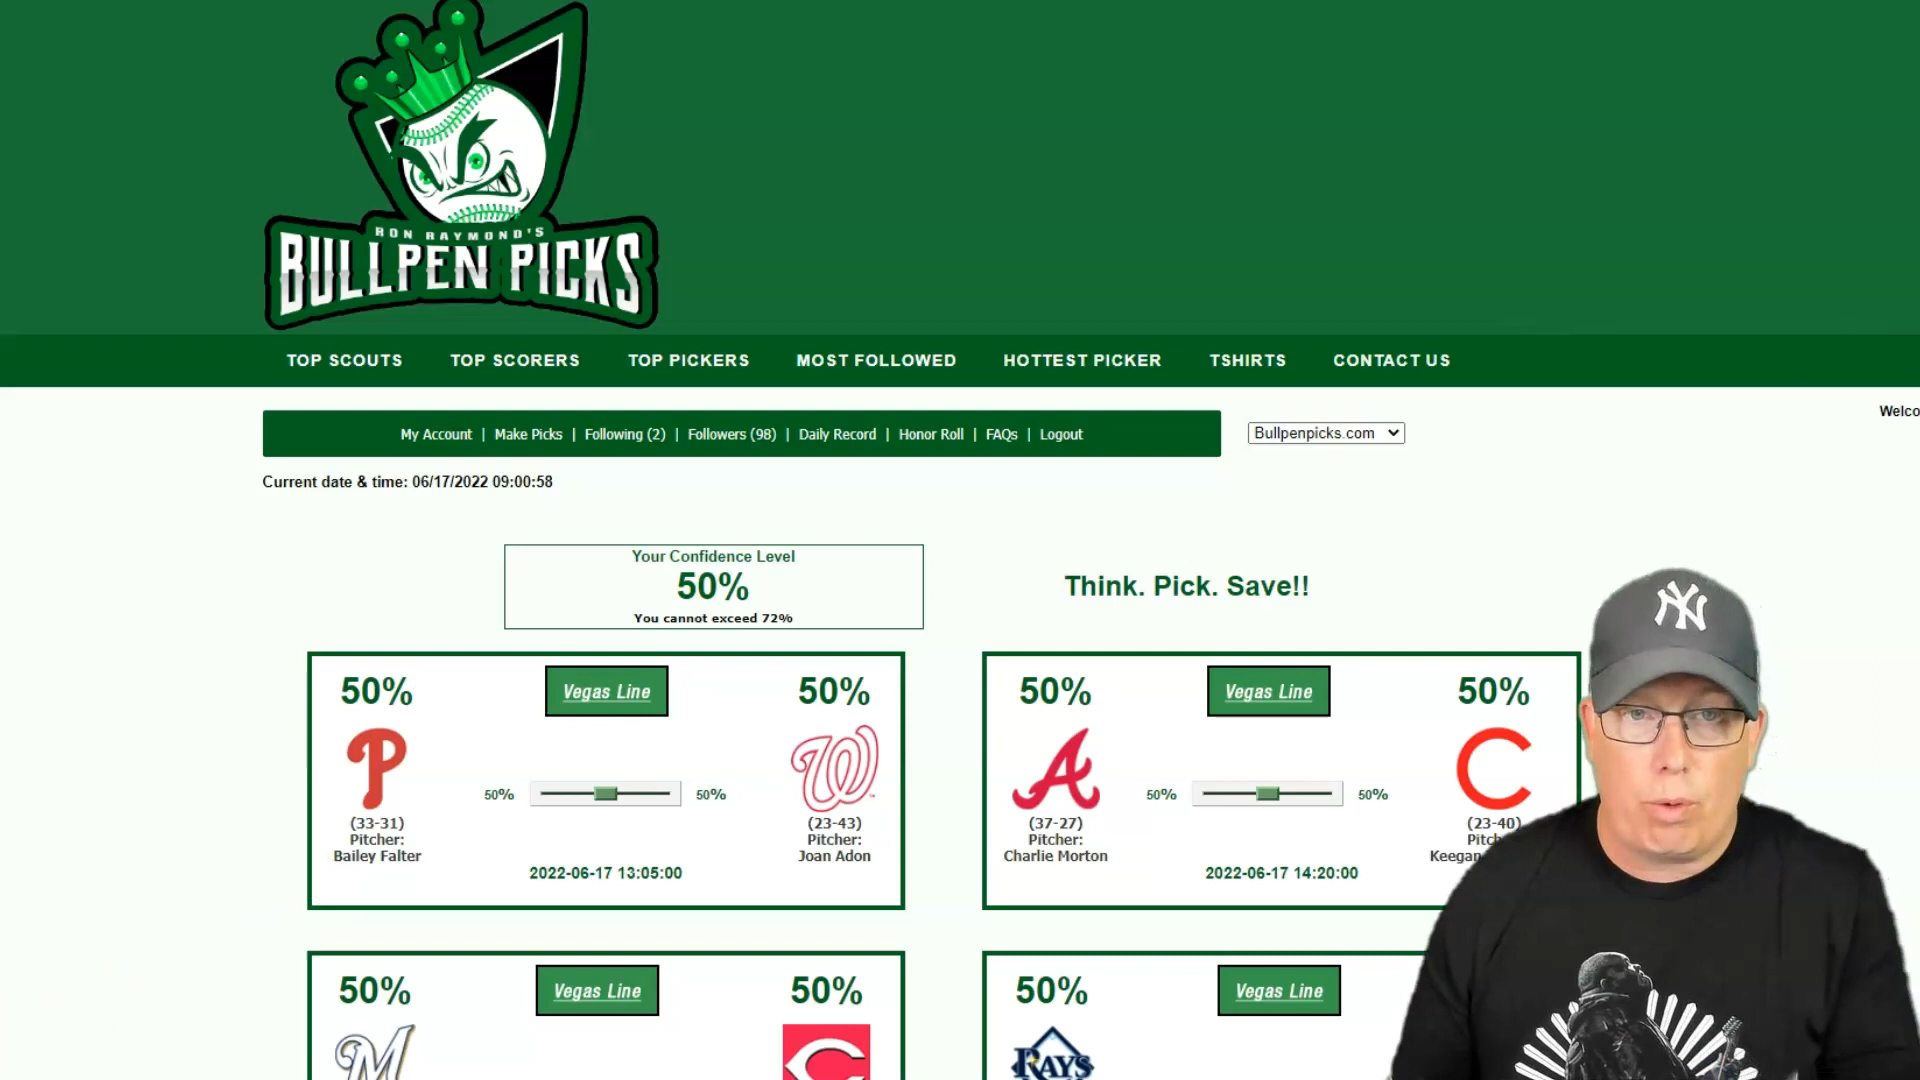 RON RAYMOND'S
BULLPEN PICKS
TOP SCOUTS TOP SCORERS TOP PICKERS MOST FOLLOWED HOTTEST PICKER TSHIRTS CONTACT US
Welco
My Account | Make Picks | Following (2) | Followers (98) | Daily Record | Honor Roll | FAQs | Logout
Bullpenpicks.com
Current date & time: 06/17/2022 09:00:58
Your Confidence Level
50%
You cannot exceed 72%
Think. Pick. Save!!
50% Vegas Line 50%
P W
50% 50%
(33-31) (23-43)
Pitcher: Pitcher:
Bailey Falter Joan Adon
2022-06-17 13:05:00
50% Vegas Line 50%
A C
50% 50%
(37-27) (23-40)
Pitcher: Pitch
Charlie Morton Keegan
2022-06-17 14:20:00
NY
50% Vegas Line 50%
M C
50% Vegas Line
RAYS